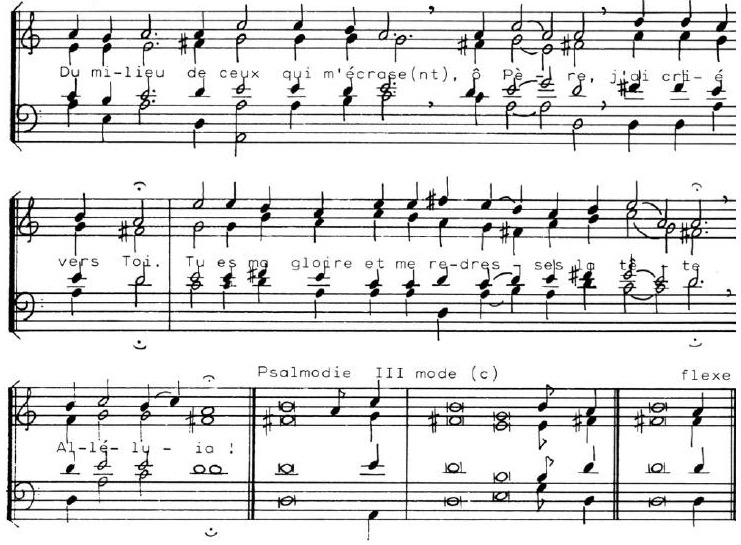 Du mi-lieu de ceux qui m'écrase(nt), ô Pè - re, j'ai cri- é
vers Toi. Tu es ma gloire et me re-dres - ses la tê - te
Psalmodie III mode (c) flexe
Al-lé- lu - ia !